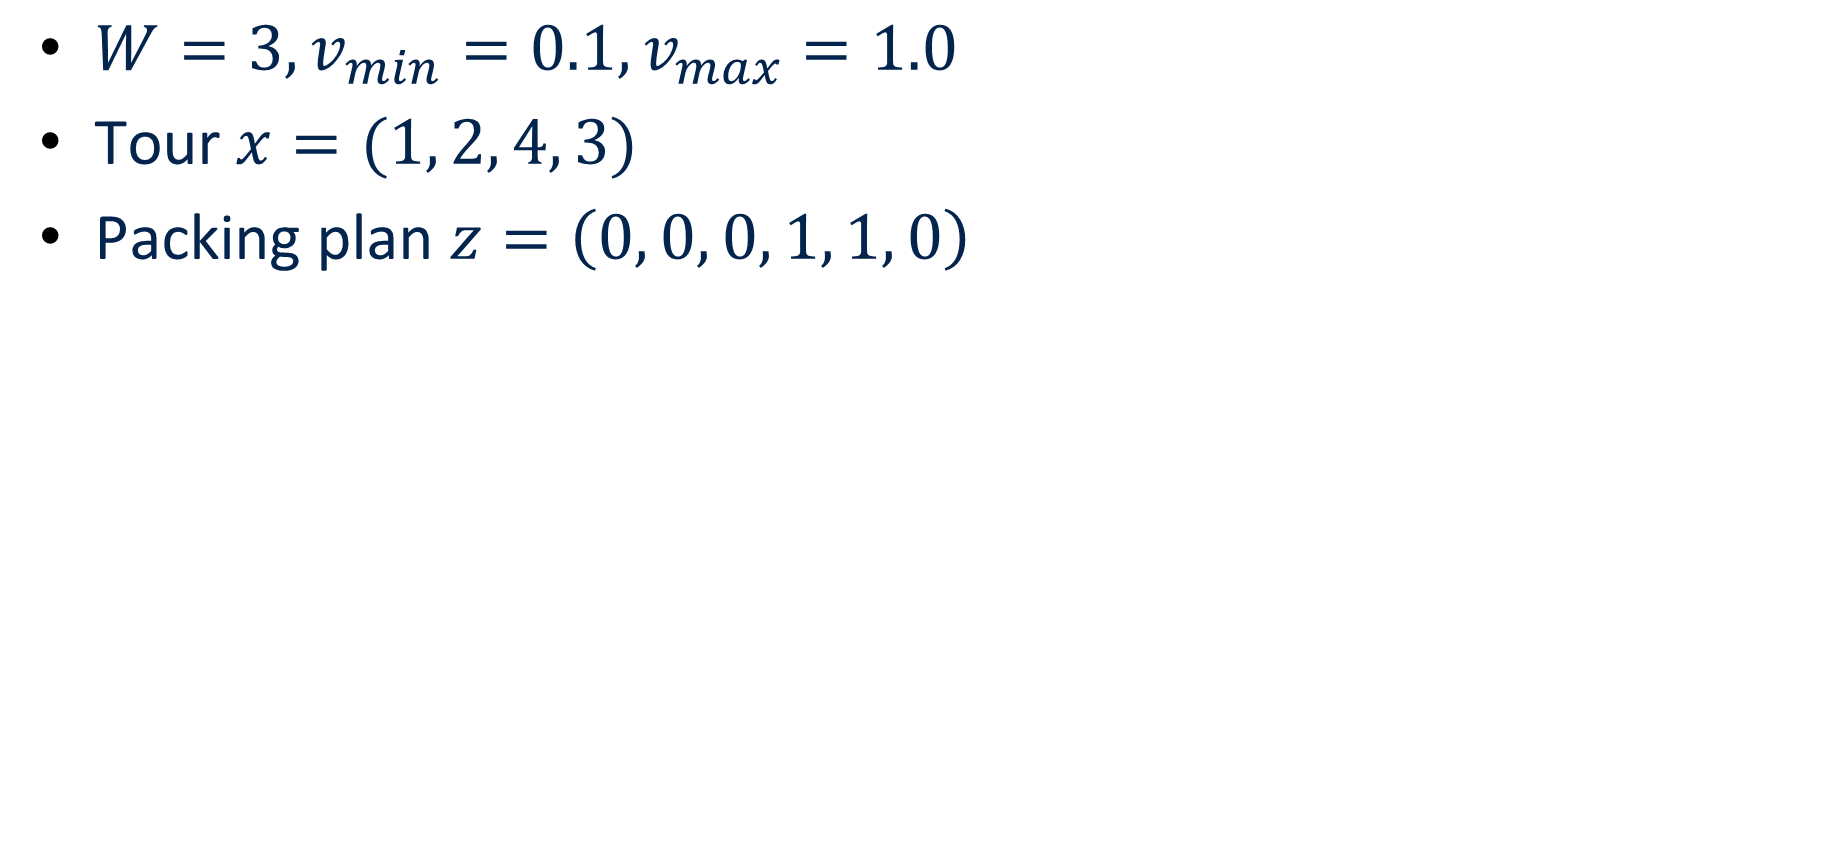 • W = 3, v_min = 0.1, v_max = 1.0
• Tour x = (1, 2, 4, 3)
• Packing plan z = (0, 0, 0, 1, 1, 0)